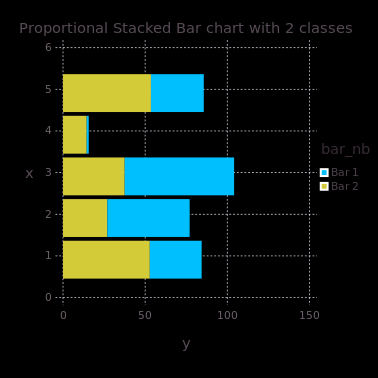 Proportional Stacked Bar chart with 2 classes
6
5
4
3
2
1
0
x
0 50 100 150
y
bar_nb
Bar 1
Bar 2